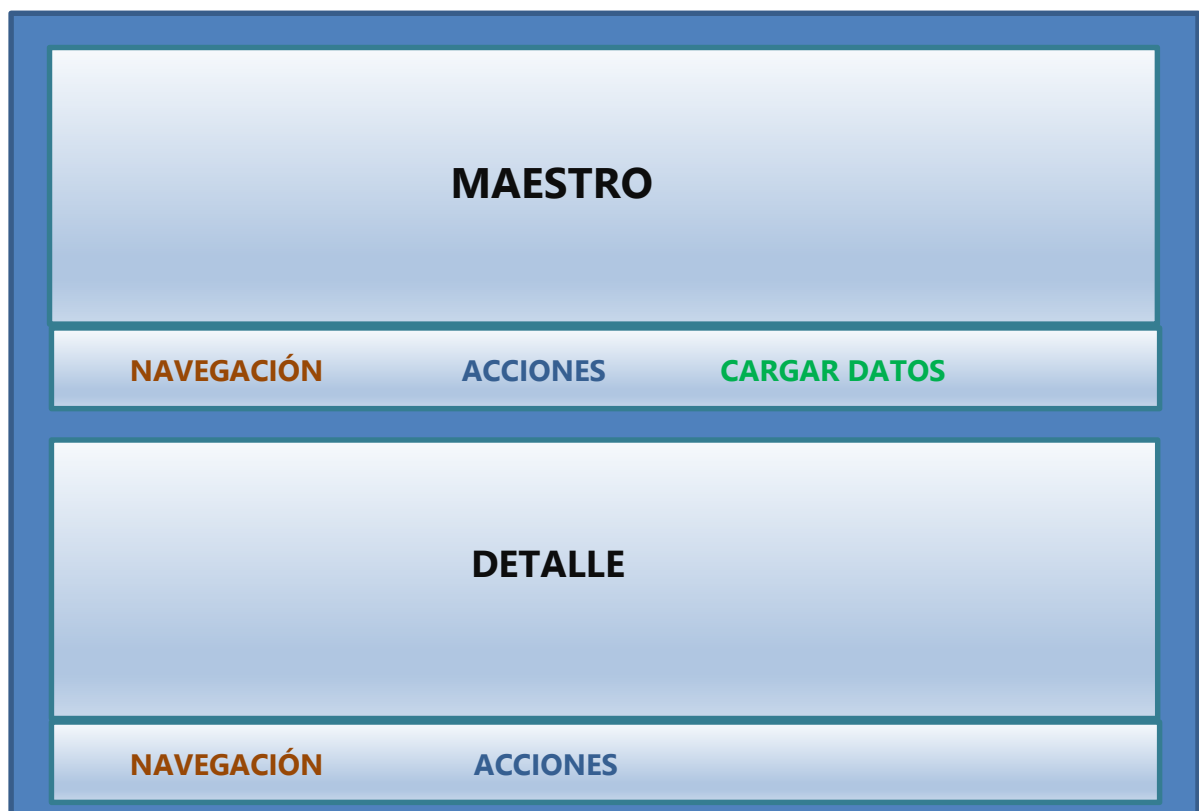 MAESTRO
NAVEGACIÓN ACCIONES CARGAR DATOS
DETALLE
NAVEGACIÓN ACCIONES